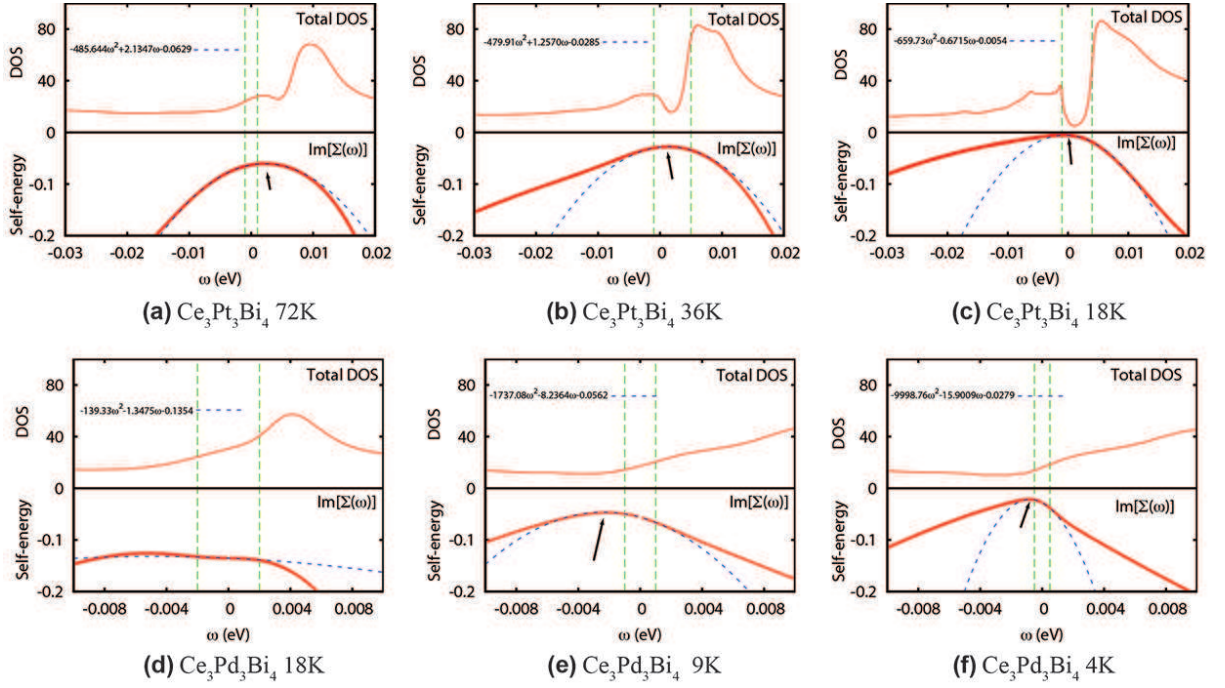 80
Total DOS
-485.644ω²+2.1347ω-0.0629
DOS
40
0
Im[Σ(ω)]
Self-energy
-0.1
-0.2
-0.03 -0.02 -0.01 0 0.01 0.02
ω (eV)
(a) Ce₃Pt₃Bi₄ 72K
80
Total DOS
-479.91ω²+1.2570ω-0.0285
DOS
40
0
Im[Σ(ω)]
Self-energy
-0.1
-0.2
-0.03 -0.02 -0.01 0 0.01 0.02
ω (eV)
(b) Ce₃Pt₃Bi₄ 36K
80
Total DOS
-659.73ω²-0.6715ω-0.0054
DOS
40
0
Im[Σ(ω)]
Self-energy
-0.1
-0.2
-0.03 -0.02 -0.01 0 0.01 0.02
ω (eV)
(c) Ce₃Pt₃Bi₄ 18K
80
Total DOS
-139.33ω²-1.3475ω-0.1354
DOS
40
0
Im[Σ(ω)]
Self-energy
-0.1
-0.2
-0.008 -0.004 0 0.004 0.008
ω (eV)
(d) Ce₃Pd₃Bi₄ 18K
80
Total DOS
-1737.08ω²-8.2364ω-0.0562
DOS
40
0
Im[Σ(ω)]
Self-energy
-0.1
-0.2
-0.008 -0.004 0 0.004 0.008
ω (eV)
(e) Ce₃Pd₃Bi₄ 9K
80
Total DOS
-9998.76ω²-15.9009ω-0.0279
DOS
40
0
Im[Σ(ω)]
Self-energy
-0.1
-0.2
-0.008 -0.004 0 0.004 0.008
ω (eV)
(f) Ce₃Pd₃Bi₄ 4K